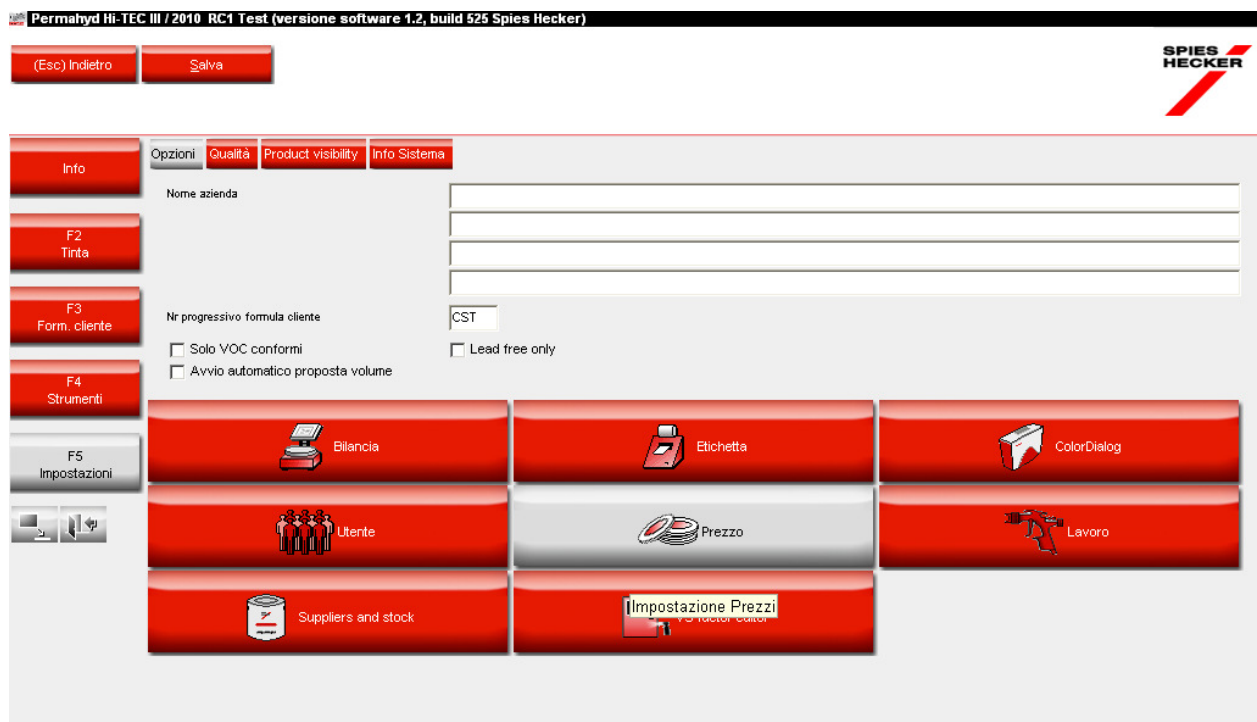 Permahyd Hi-TEC III / 2010 RC1 Test (versione software 1.2, build 525 Spies Hecker)
(Esc) Indietro
Salva
SPIES
HECKER
Info
F2
Tinta
F3
Form. cliente
F4
Strumenti
F5
Impostazioni
Opzioni Qualità Product visibility Info Sistema
Nome azienda
Nr progressivo formula cliente
CST
Solo VOC conformi
Lead free only
Avvio automatico proposta volume
Bilancia
Etichetta
ColorDialog
Utente
Prezzo
Lavoro
Suppliers and stock
Impostazione Prezzi